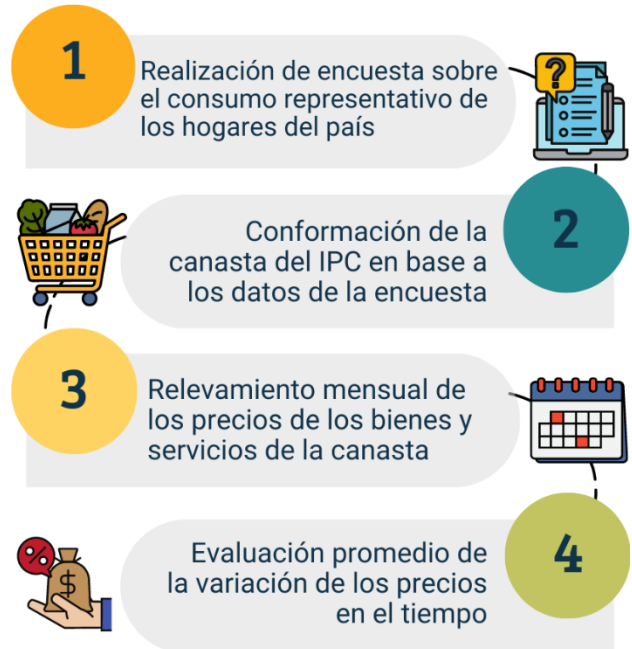 1
Realización de encuesta sobre
el consumo representativo de
los hogares del país
?
2
Conformación de la
canasta del IPC en base a
los datos de la encuesta
3
Relevamiento mensual de
los precios de los bienes y
servicios de la canasta
4
Evaluación promedio de
la variación de los precios
en el tiempo
%
$